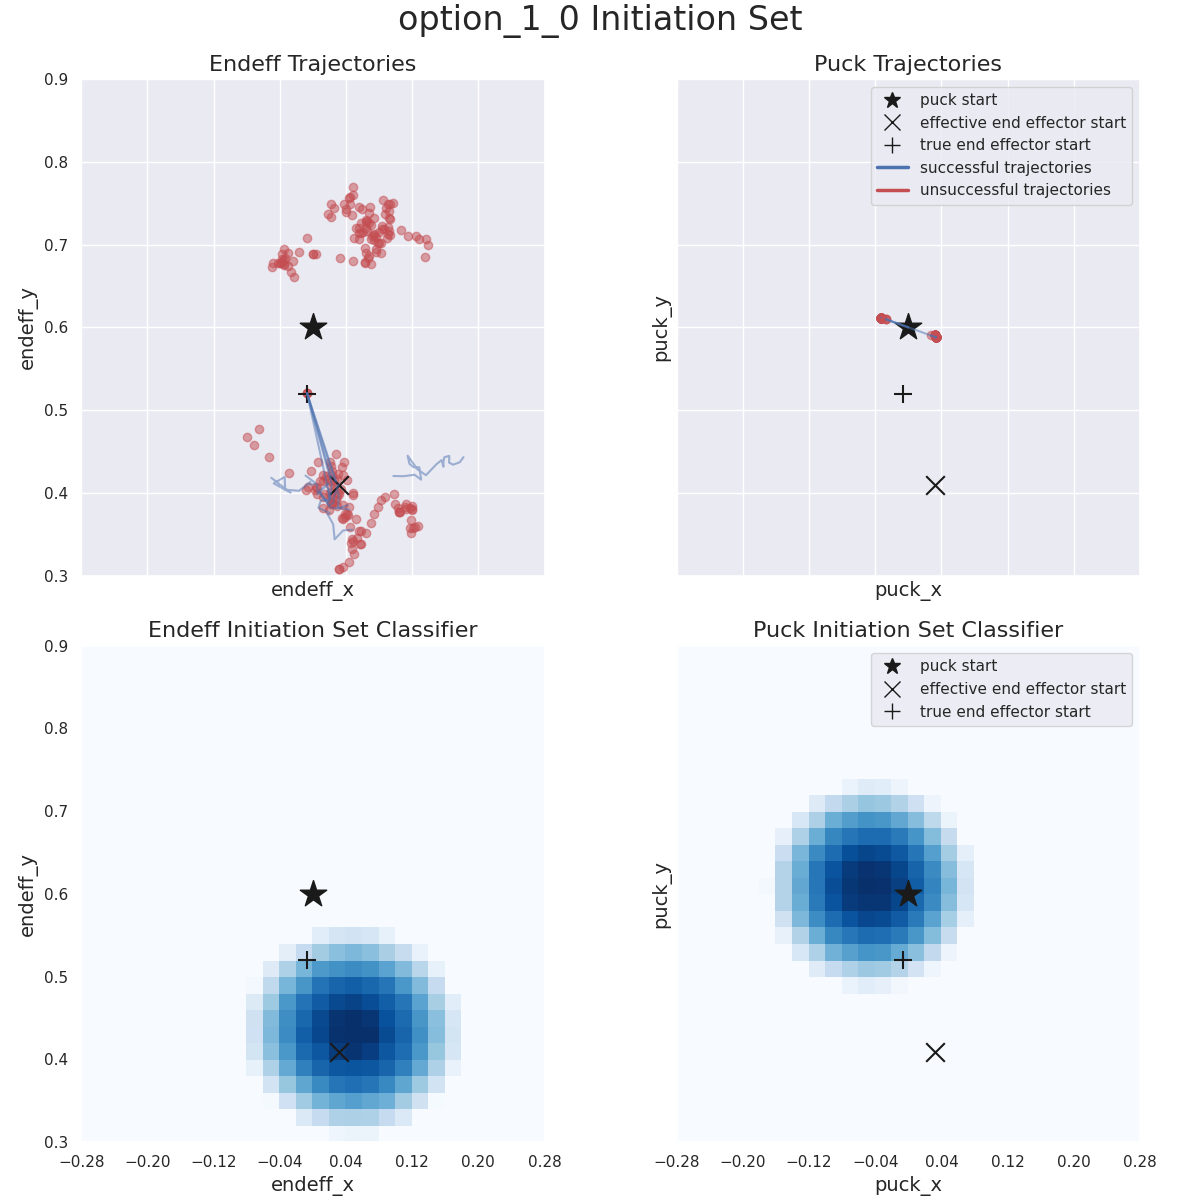 option_1_0 Initiation Set
Endeff Trajectories
endeff_y
0.9
0.8
0.7
0.6
0.5
0.4
0.3
endeff_x
Puck Trajectories
puck_y
puck start
effective end effector start
true end effector start
successful trajectories
unsuccessful trajectories
puck_x
Endeff Initiation Set Classifier
endeff_y
0.9
0.8
0.7
0.6
0.5
0.4
0.3
−0.28 −0.20 −0.12 −0.04 0.04 0.12 0.20 0.28
endeff_x
Puck Initiation Set Classifier
puck_y
puck start
effective end effector start
true end effector start
−0.28 −0.20 −0.12 −0.04 0.04 0.12 0.20 0.28
puck_x